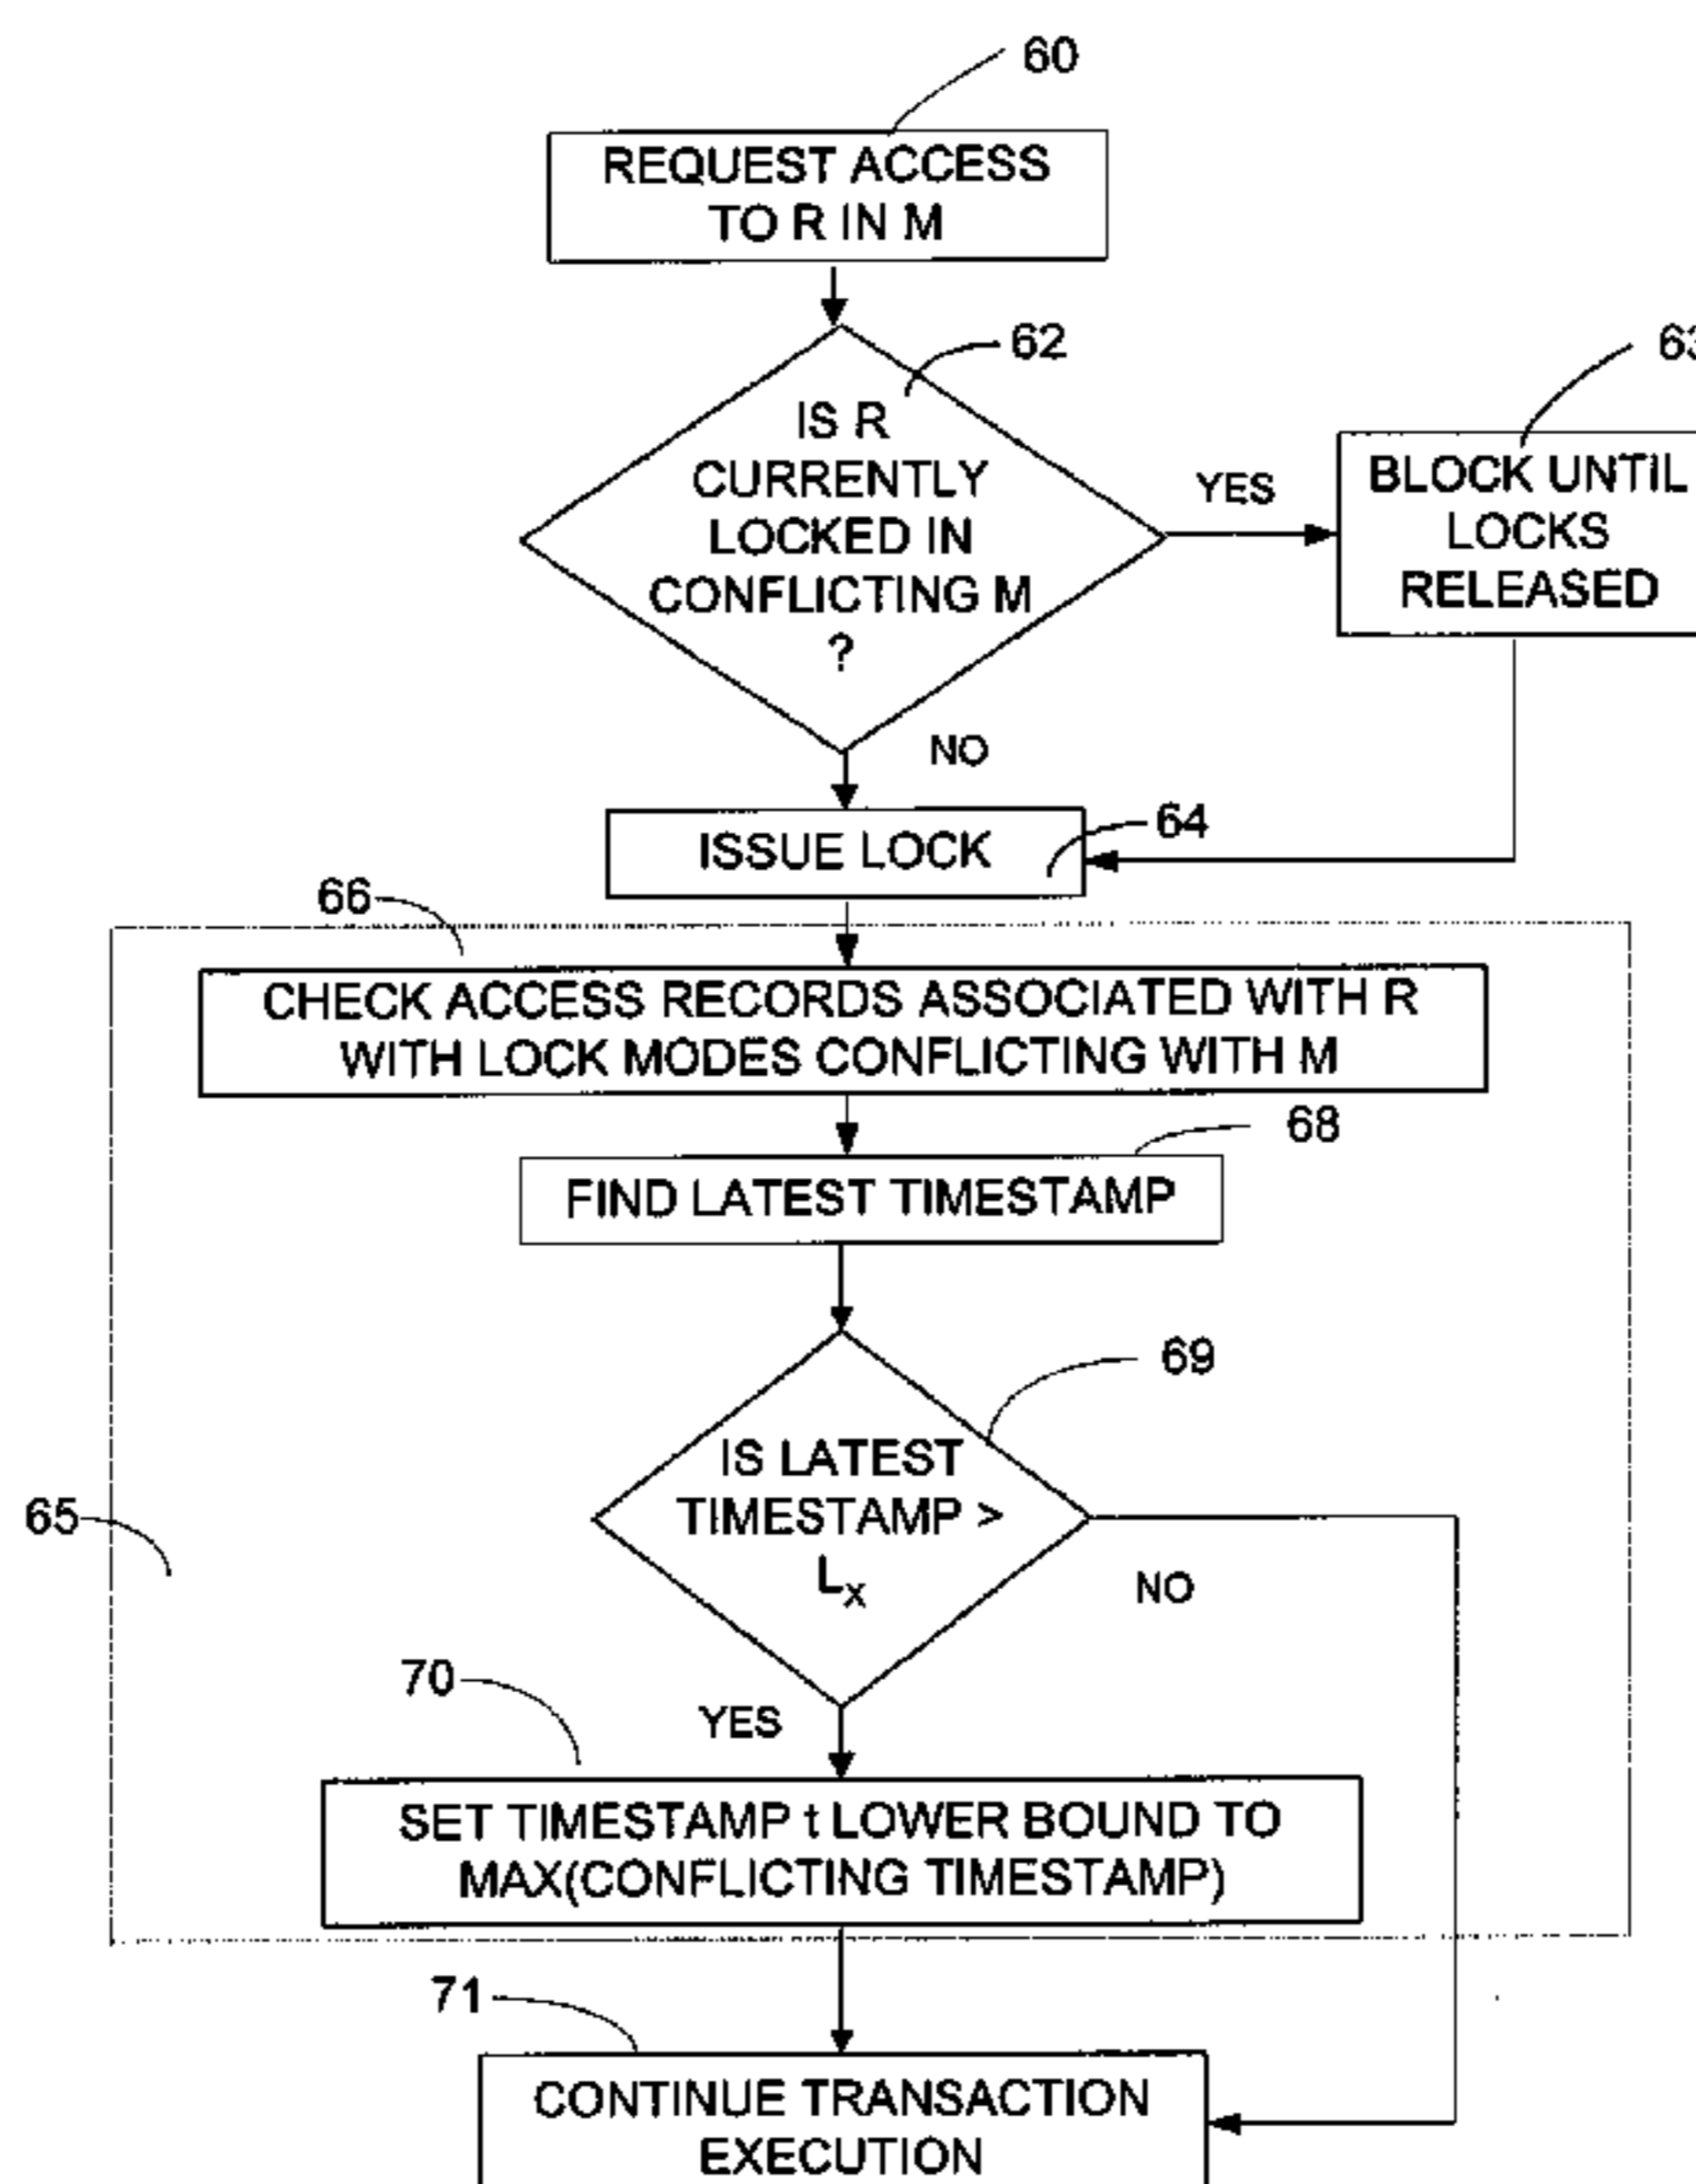 60
REQUEST ACCESS
TO R IN M
62
IS R
CURRENTLY
LOCKED IN
CONFLICTING M
?
YES
63
BLOCK UNTIL
LOCKS
RELEASED
NO
ISSUE LOCK
64
66
CHECK ACCESS RECORDS ASSOCIATED WITH R
WITH LOCK MODES CONFLICTING WITH M
68
FIND LATEST TIMESTAMP
69
IS LATEST
TIMESTAMP >
Lx
65
NO
70
YES
SET TIMESTAMP t LOWER BOUND TO
MAX(CONFLICTING TIMESTAMP)
71
CONTINUE TRANSACTION
EXECUTION